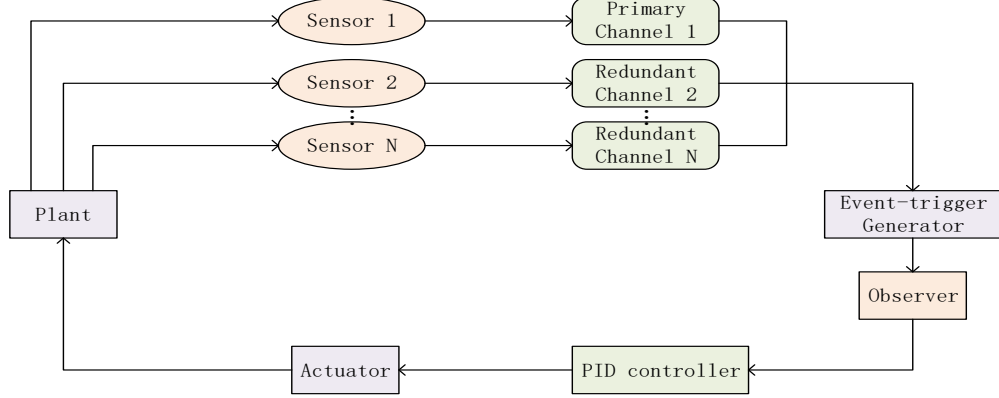 Sensor 1
Primary
Channel 1
Sensor 2
Redundant
Channel 2
Sensor N
Redundant
Channel N
Plant
Event-trigger
Generator
Observer
Actuator
PID controller